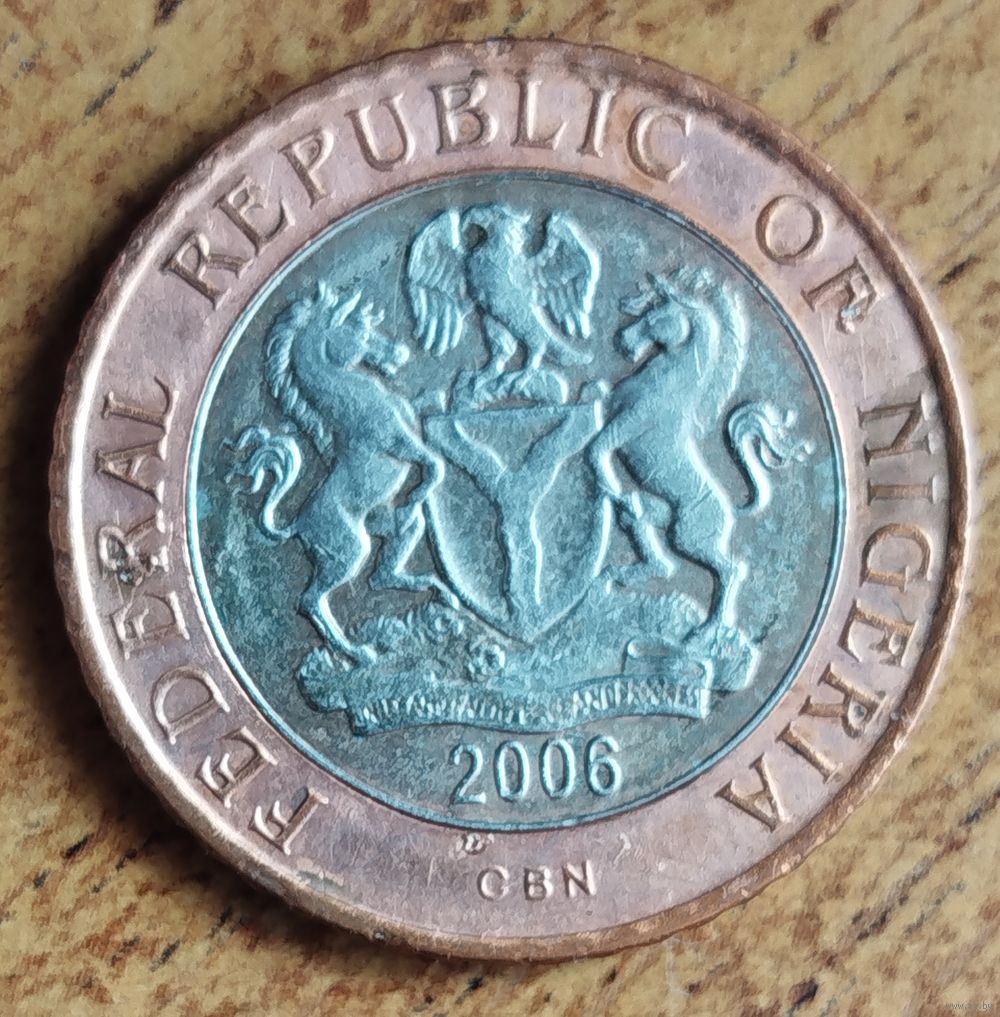 FEDERAL REPUBLIC OF NIGERIA
2006
CBN